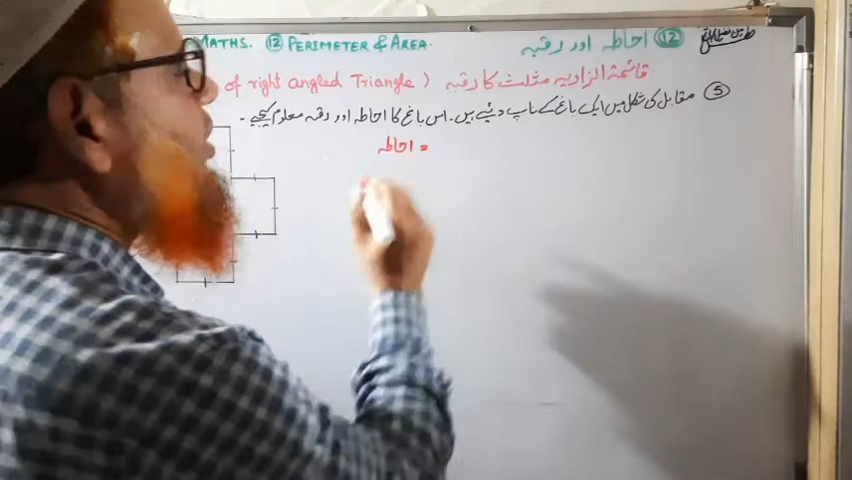 MATHS. ⑫ PERIMETER & AREA. ⑫ احاطہ اور رقبہ
of right angled Triangle ) قائمۃ الزاویہ مثلث کا رقبہ
⑤ مقابل کی شکل میں ایک باغ کے ناپ دیئے ہیں۔ اس باغ کا احاطہ اور رقبہ معلوم کیجیے۔
احاطہ =